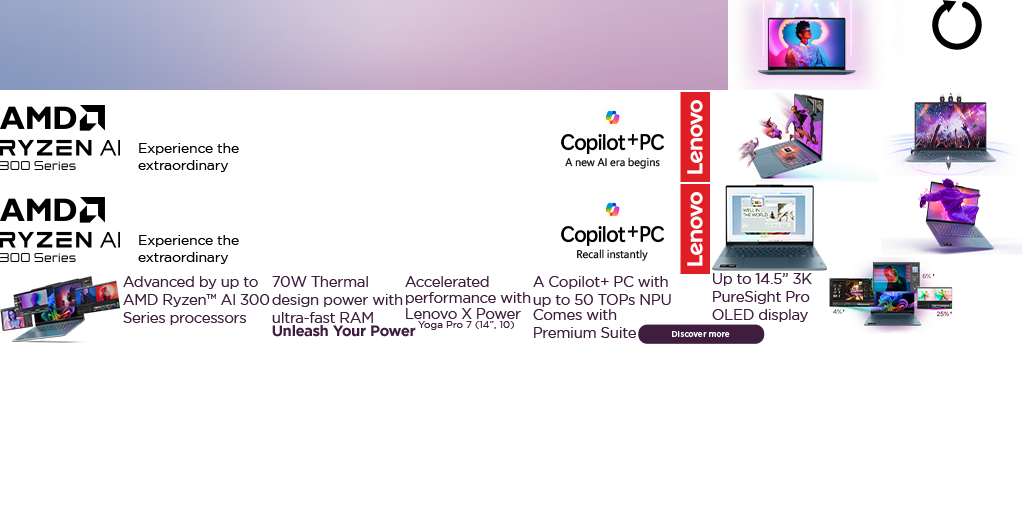 AMD
RYZEN AI
300 Series
Experience the
extraordinary
Copilot+PC
A new AI era begins
Lenovo
AMD
RYZEN AI
300 Series
Experience the
extraordinary
Copilot+PC
Recall instantly
Lenovo
WELL IN
THE WORLD
Advanced by up to
AMD Ryzen™ AI 300
Series processors
70W Thermal
design power with
ultra-fast RAM
Unleash Your Power
Accelerated
performance with
Lenovo X Power
Yoga Pro 7 (14”, 10)
A Copilot+ PC with
up to 50 TOPs NPU
Comes with
Premium Suite
Discover more
Up to 14.5” 3K
PureSight Pro
OLED display
6%
4%
25%